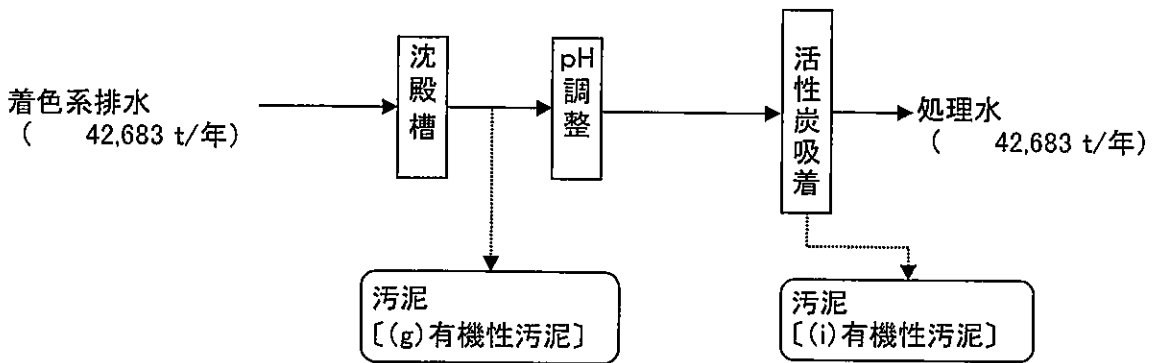 着色系排水
(　　42,683 t/年)
沈殿槽
pH調整
活性炭吸着
処理水
(　　42,683 t/年)
汚泥
〔(g)有機性汚泥〕
汚泥
〔(i)有機性汚泥〕